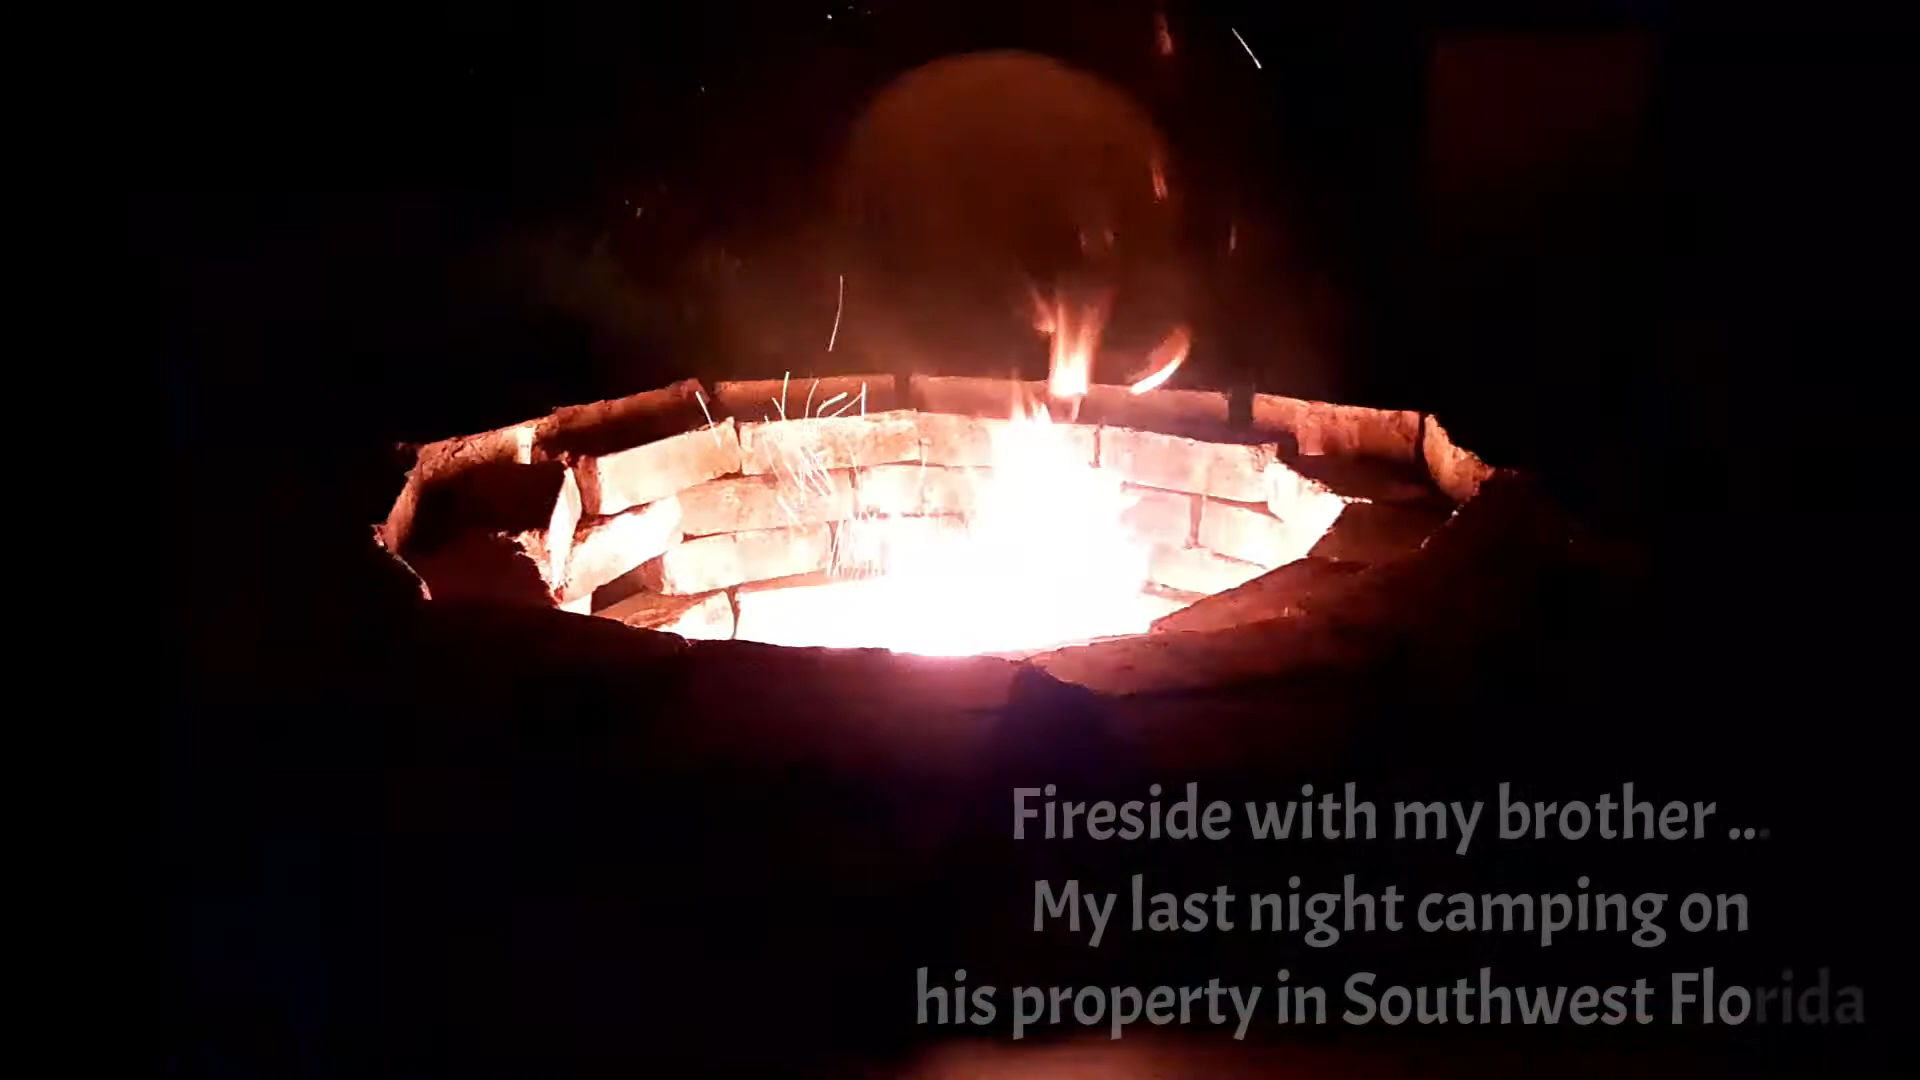 Fireside with my brother ...
My last night camping on
his property in Southwest Florida